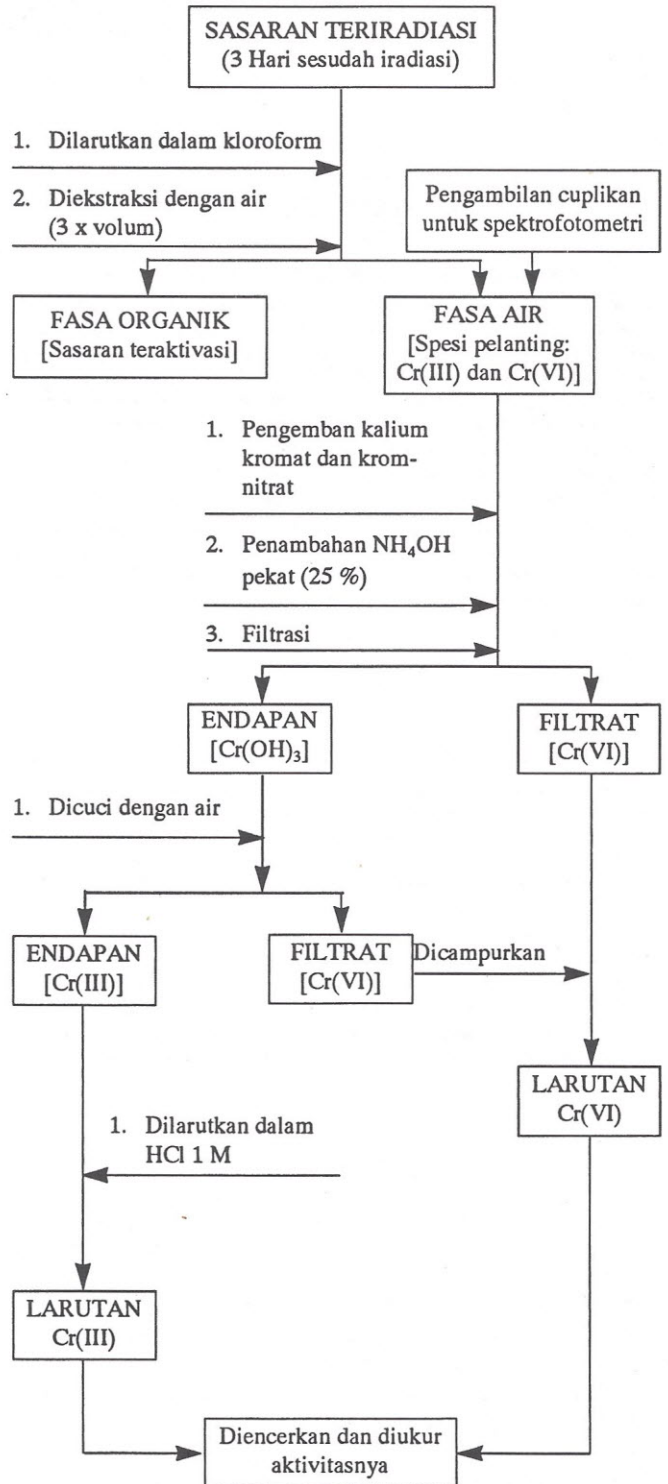 SASARAN TERIRADIASI
(3 Hari sesudah iradiasi)
1. Dilarutkan dalam kloroform
2. Diekstraksi dengan air
(3 x volum)
Pengambilan cuplikan
untuk spektrofotometri
FASA ORGANIK
[Sasaran teraktivasi]
FASA AIR
[Spesi pelanting:
Cr(III) dan Cr(VI)]
1. Pengemban kalium
kromat dan krom-
nitrat
2. Penambahan NH₄OH
pekat (25 %)
3. Filtrasi
ENDAPAN
[Cr(OH)₃]
FILTRAT
[Cr(VI)]
1. Dicuci dengan air
ENDAPAN
[Cr(III)]
FILTRAT
[Cr(VI)]
Dicampurkan
LARUTAN
Cr(VI)
1. Dilarutkan dalam
HCl 1 M
LARUTAN
Cr(III)
Diencerkan dan diukur
aktivitasnya